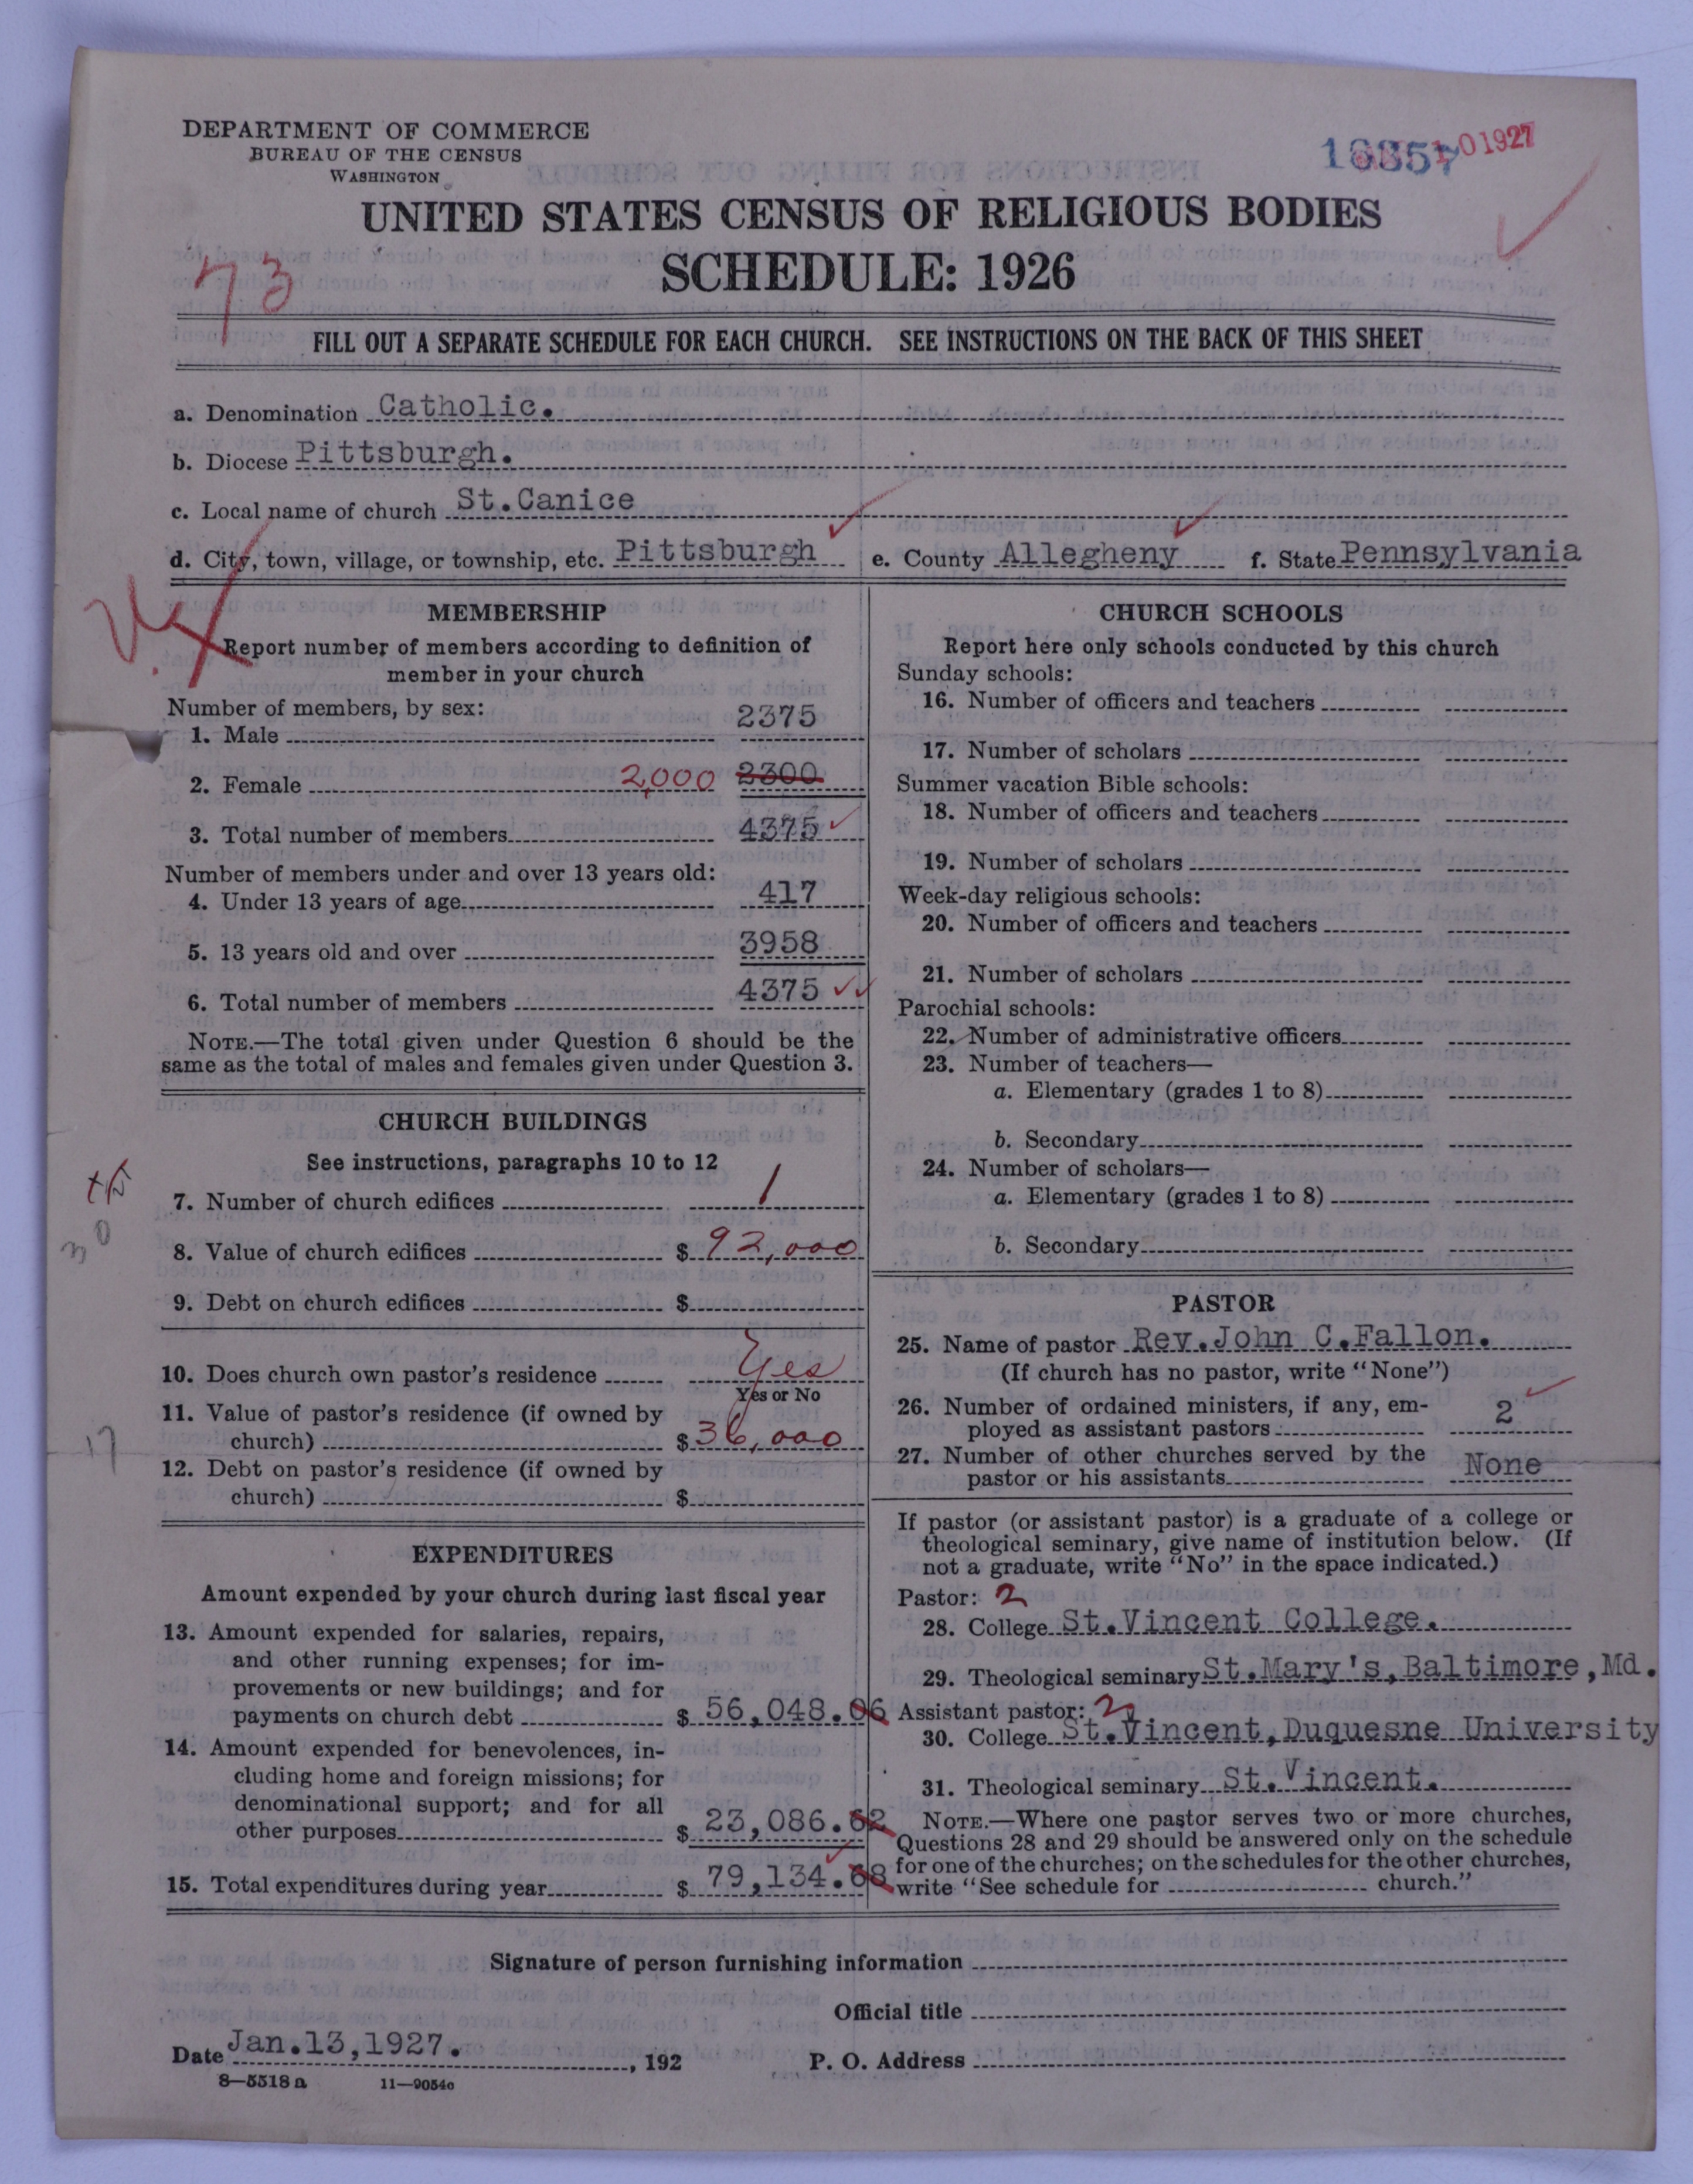 DEPARTMENT OF COMMERCE
BUREAU OF THE CENSUS
WASHINGTON
0 1927
UNITED STATES CENSUS OF RELIGIOUS BODIES
SCHEDULE: 1926
73
FILL OUT A SEPARATE SCHEDULE FOR EACH CHURCH. SEE INSTRUCTIONS ON THE BACK OF THIS SHEET
a. Denomination Catholic.
b. Diocese Pittsburgh.
c. Local name of church St.Canice
d. City, town, village, or township, etc. Pittsburgh e. County Allegheny f. State Pennsylvania
MEMBERSHIP
Report number of members according to definition of
member in your church
Number of members, by sex:
1. Male 2375
2. Female 2,000 2300
3. Total number of members 4375
Number of members under and over 13 years old:
4. Under 13 years of age 417
5. 13 years old and over 3958
6. Total number of members 4375
NOTE.—The total given under Question 6 should be the
same as the total of males and females given under Question 3.
CHURCH BUILDINGS
See instructions, paragraphs 10 to 12
7. Number of church edifices 1
8. Value of church edifices $ 92,000
9. Debt on church edifices $
10. Does church own pastor's residence Yes
Yes or No
11. Value of pastor's residence (if owned by
church) $ 36,000
12. Debt on pastor's residence (if owned by
church) $
17
EXPENDITURES
Amount expended by your church during last fiscal year
13. Amount expended for salaries, repairs,
and other running expenses; for im-
provements or new buildings; and for
payments on church debt $ 56,048.06
14. Amount expended for benevolences, in-
cluding home and foreign missions; for
denominational support; and for all
other purposes $ 23,086.62
15. Total expenditures during year $ 79,134.68
CHURCH SCHOOLS
Report here only schools conducted by this church
Sunday schools:
16. Number of officers and teachers
17. Number of scholars
Summer vacation Bible schools:
18. Number of officers and teachers
19. Number of scholars
Week-day religious schools:
20. Number of officers and teachers
21. Number of scholars
Parochial schools:
22. Number of administrative officers
23. Number of teachers—
a. Elementary (grades 1 to 8)
b. Secondary
24. Number of scholars—
a. Elementary (grades 1 to 8)
b. Secondary
PASTOR
25. Name of pastor Rev.John C.Fallon.
(If church has no pastor, write "None")
26. Number of ordained ministers, if any, em-
ployed as assistant pastors 2
27. Number of other churches served by the
pastor or his assistants None
If pastor (or assistant pastor) is a graduate of a college or
theological seminary, give name of institution below. (If
not a graduate, write "No" in the space indicated.)
Pastor: 2
28. College St.Vincent College.
29. Theological seminary St.Mary's,Baltimore,Md.
Assistant pastor: 2
30. College St.Vincent,Duquesne University
31. Theological seminary St.Vincent.
NOTE.—Where one pastor serves two or more churches,
Questions 28 and 29 should be answered only on the schedule
for one of the churches; on the schedules for the other churches,
write "See schedule for church."
Signature of person furnishing information
Official title
Date Jan.13,1927. , 192 P. O. Address
8—5518 a 11—9054c